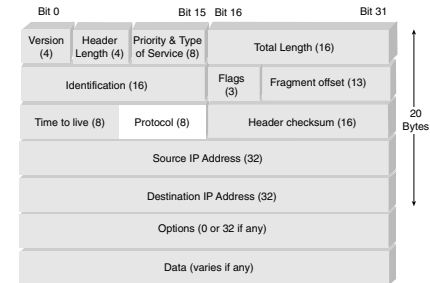 Bit 0 Bit 15 Bit 16 Bit 31
Version (4) Header Length (4) Priority & Type of Service (8) Total Length (16)
Identification (16) Flags (3) Fragment offset (13)
Time to live (8) Protocol (8) Header checksum (16)
20 Bytes
Source IP Address (32)
Destination IP Address (32)
Options (0 or 32 if any)
Data (varies if any)